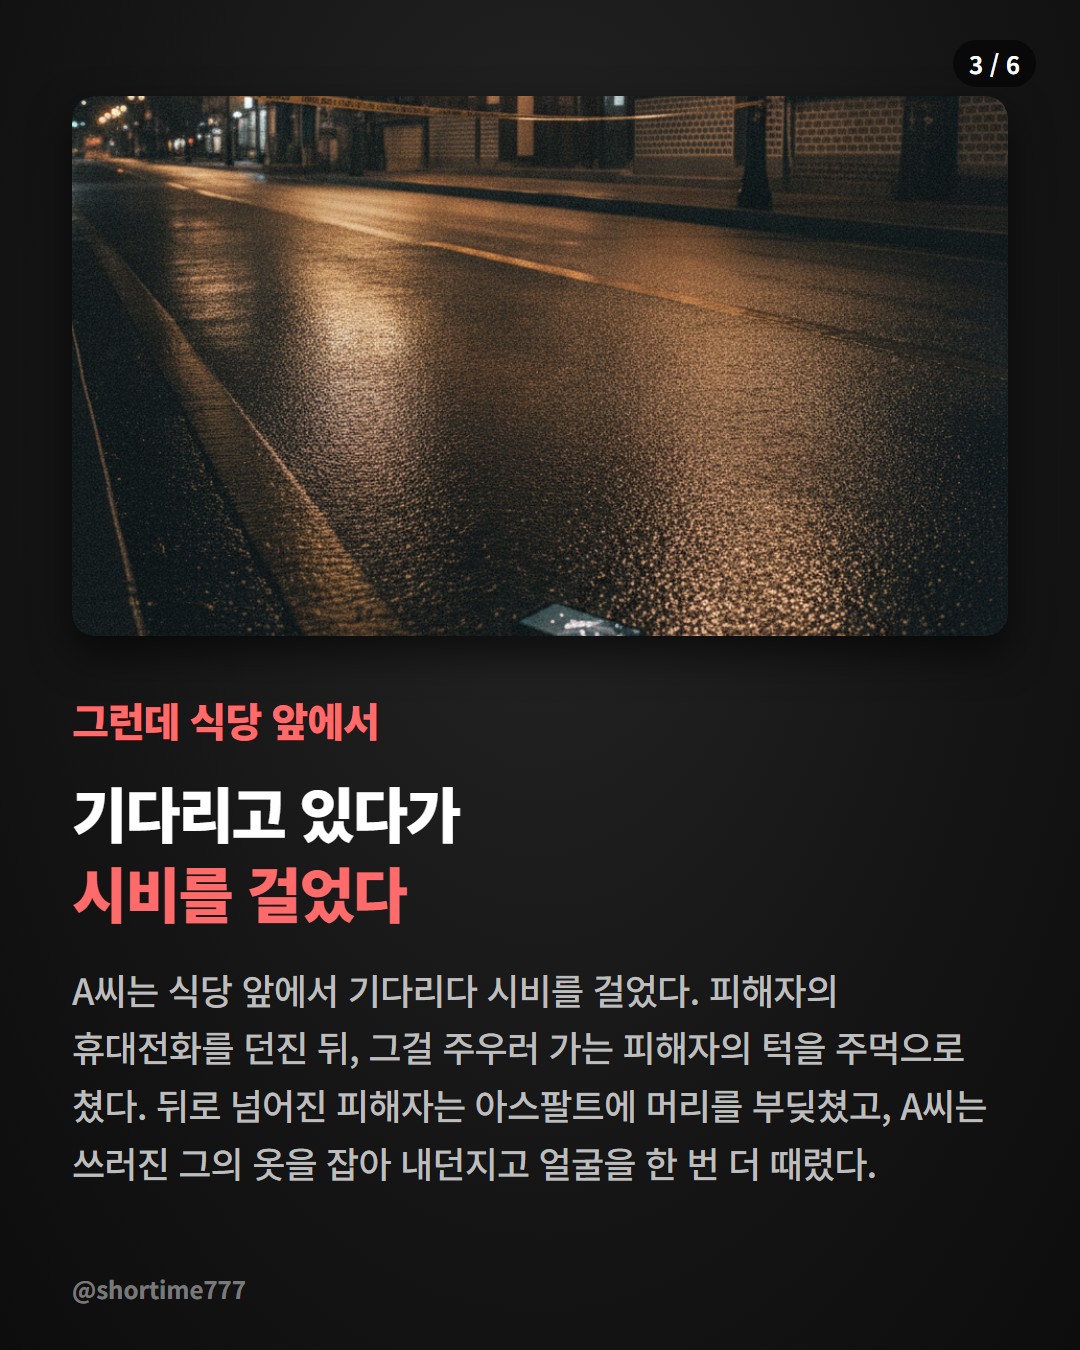 3 / 6
그런데 식당 앞에서
기다리고 있다가
시비를 걸었다
A씨는 식당 앞에서 기다리다 시비를 걸었다. 피해자의
휴대전화를 던진 뒤, 그걸 주우러 가는 피해자의 턱을 주먹으로
쳤다. 뒤로 넘어진 피해자는 아스팔트에 머리를 부딪쳤고, A씨는
쓰러진 그의 옷을 잡아 내던지고 얼굴을 한 번 더 때렸다.
@shortime777